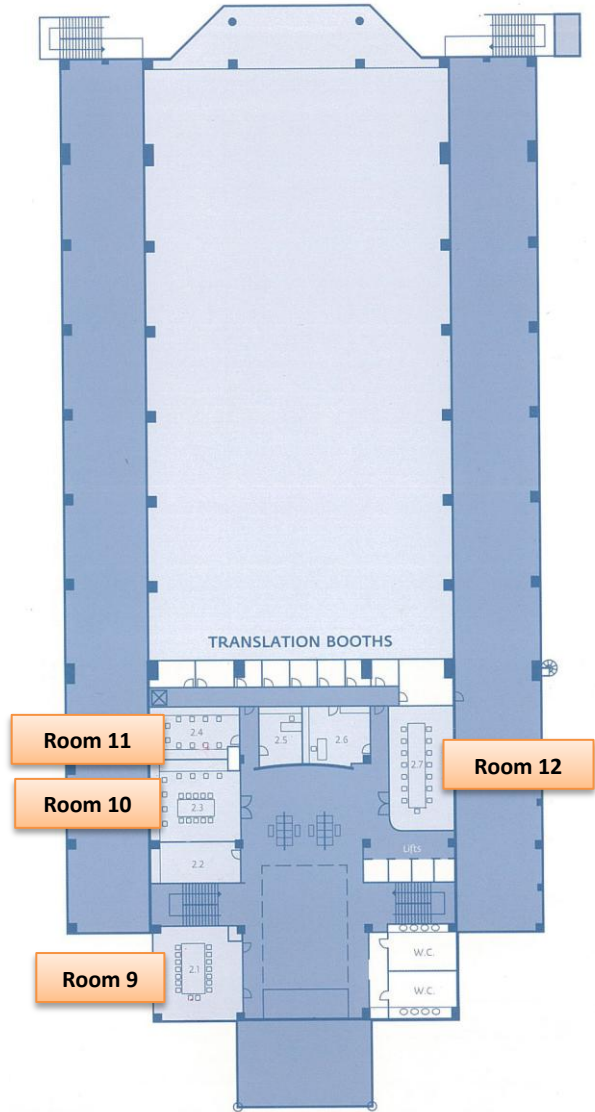 TRANSLATION BOOTHS
Room 11
2.4
2.5
2.6
Room 12
2.7
Room 10
2.3
Lifts
2.2
W.C.
Room 9
2.1
W.C.